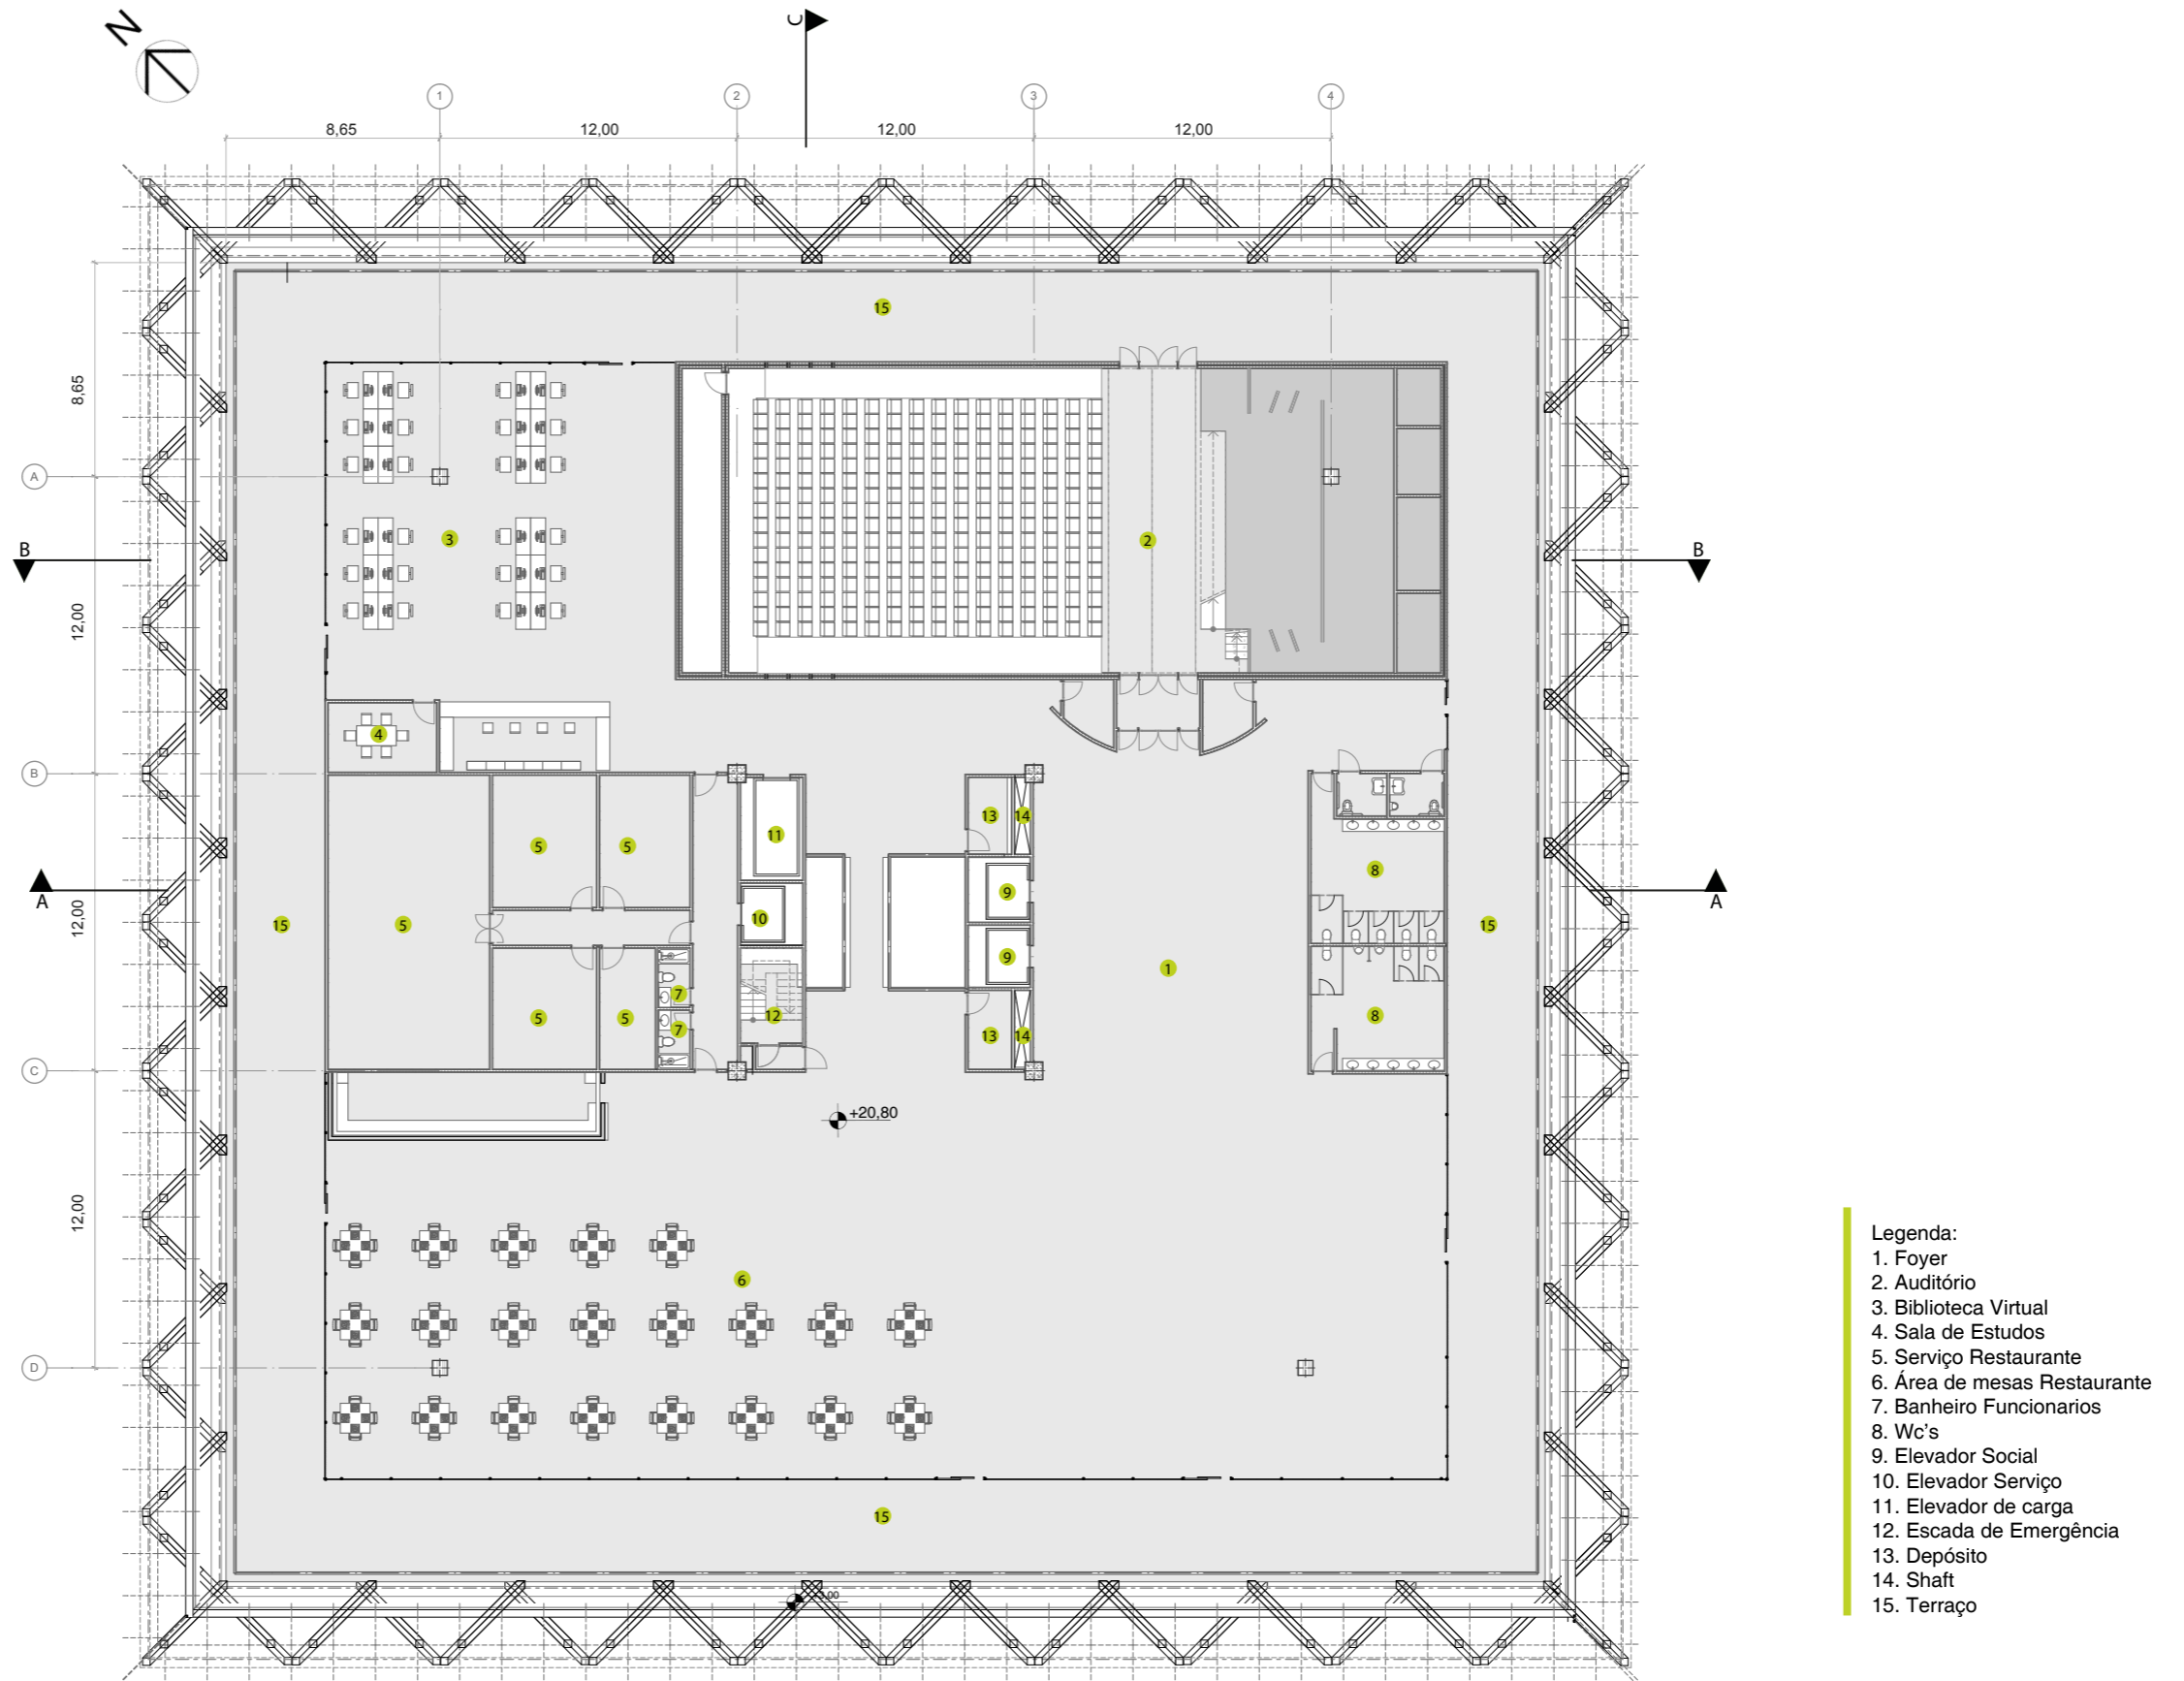 N
C
1
2
3
4
8,65
12,00
12,00
12,00
15
8,65
A
3
2
B
B
12,00
4
B
11
13
14
5
5
8
9
A
A
12,00
15
5
10
15
9
1
7
5
5
12
8
7
13
14
C
+20,80
12,00
6
D
15
Legenda:
1. Foyer
2. Auditório
3. Biblioteca Virtual
4. Sala de Estudos
5. Serviço Restaurante
6. Área de mesas Restaurante
7. Banheiro Funcionarios
8. Wc's
9. Elevador Social
10. Elevador Serviço
11. Elevador de carga
12. Escada de Emergência
13. Depósito
14. Shaft
15. Terraço